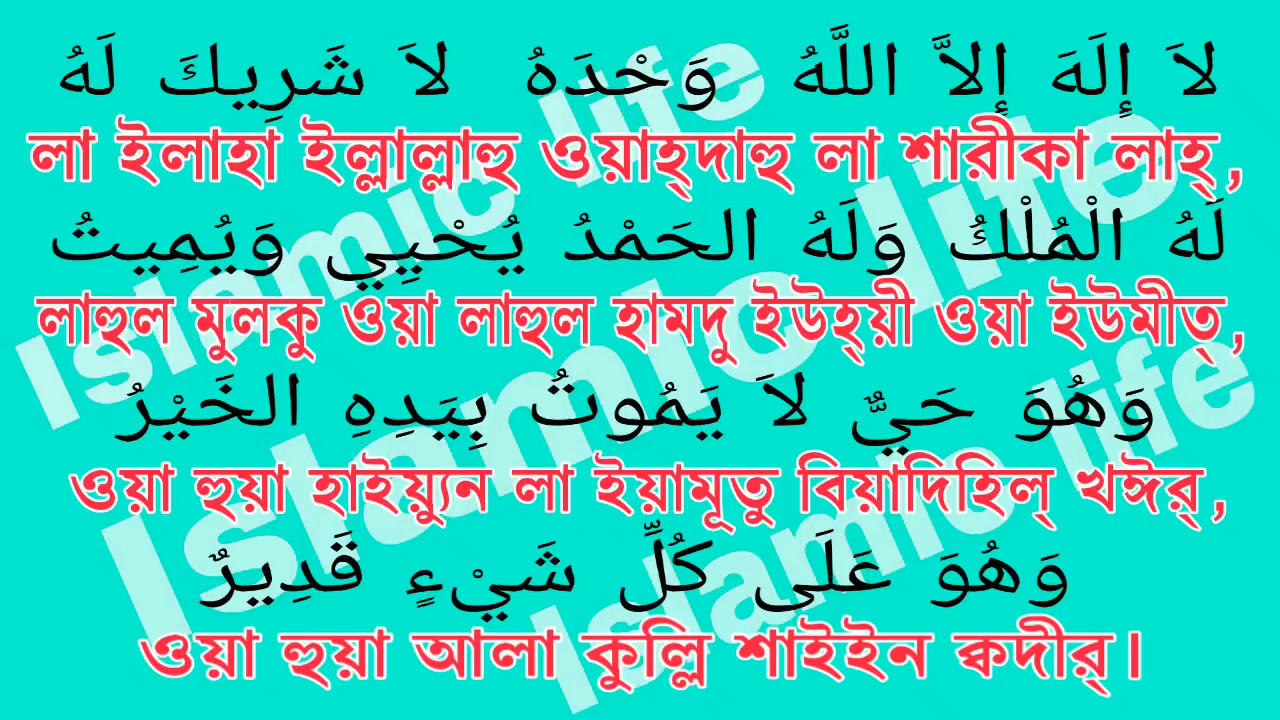 لاَ إِلَهَ إِلاَّ اللَّهُ وَحْدَهُ لاَ شَرِيكَ لَهُ
লা ইলাহা ইল্লাল্লাহু ওয়াহ্দাহু লা শারীকা লাহ্,
لَهُ الْمُلْكُ وَلَهُ الحَمْدُ يُحْيِي وَيُمِيتُ
লাহুল মুলকু ওয়া লাহুল হামদু ইউহ্য়ী ওয়া ইউমীত্,
وَهُوَ حَيٌّ لاَ يَمُوتُ بِيَدِهِ الخَيْرُ
ওয়া হুয়া হাইয়্যুন লা ইয়ামূতু বিয়াদিহিল্ খঈর্,
وَهُوَ عَلَى كُلِّ شَيْءٍ قَدِيرٌ
ওয়া হুয়া আলা কুল্লি শাইইন ক্বদীর্।
Islamic life
Islamic life
Islamic life